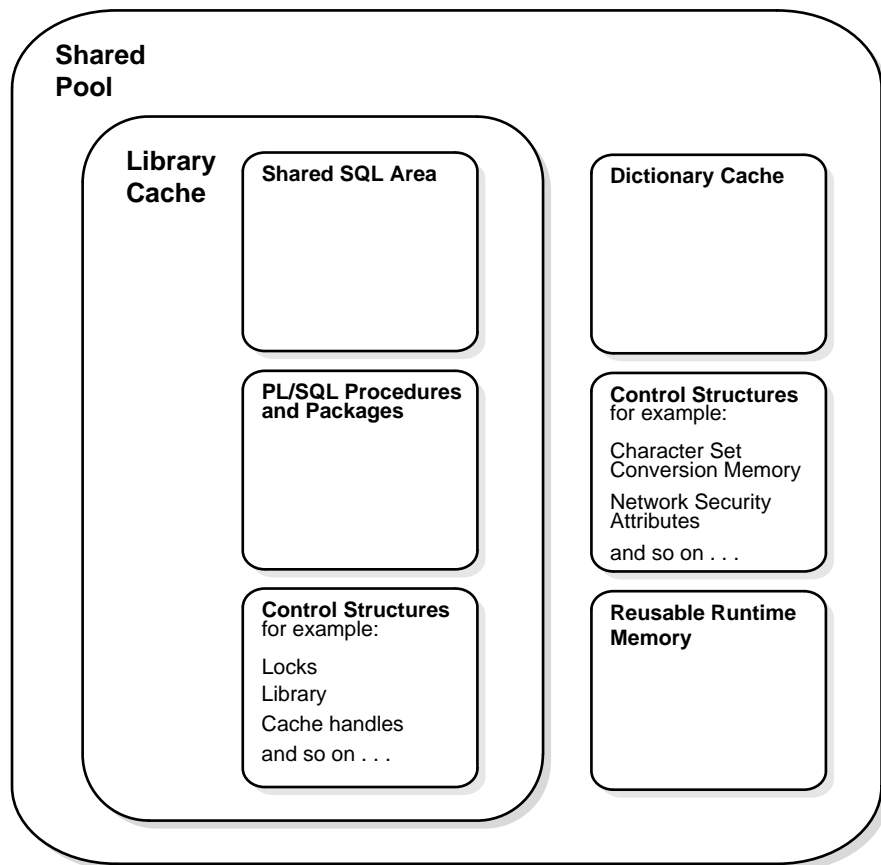 Shared
Pool
Library
Cache
Shared SQL Area
PL/SQL Procedures
and Packages
Control Structures
for example:
Locks
Library
Cache handles
and so on . . .
Dictionary Cache
Control Structures
for example:
Character Set
Conversion Memory
Network Security
Attributes
and so on . . .
Reusable Runtime
Memory